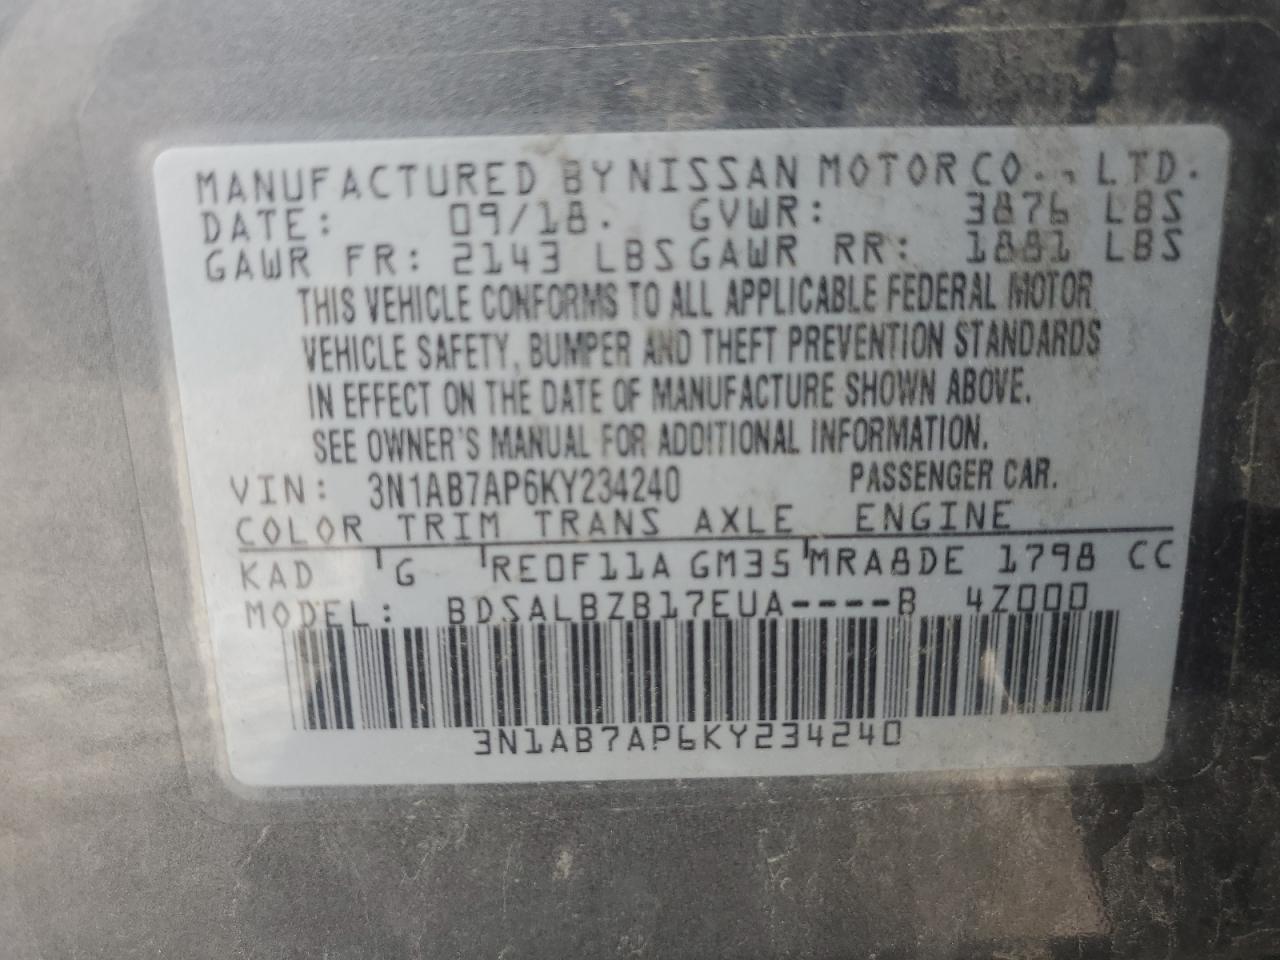 MANUFACTURED BY NISSAN MOTOR CO., LTD.
DATE: 09/18. GVWR: 3876 LBS
GAWR FR: 2143 LBS GAWR RR: 1881 LBS
THIS VEHICLE CONFORMS TO ALL APPLICABLE FEDERAL MOTOR
VEHICLE SAFETY, BUMPER AND THEFT PREVENTION STANDARDS
IN EFFECT ON THE DATE OF MANUFACTURE SHOWN ABOVE.
SEE OWNER'S MANUAL FOR ADDITIONAL INFORMATION.
VIN: 3N1AB7AP6KY234240 PASSENGER CAR.
COLOR TRIM TRANS AXLE ENGINE
KAD G RE0F11A GM35 MRA8DE 1798 CC
MODEL: BDSALBZB17EUA----B 4Z000
3N1AB7AP6KY234240